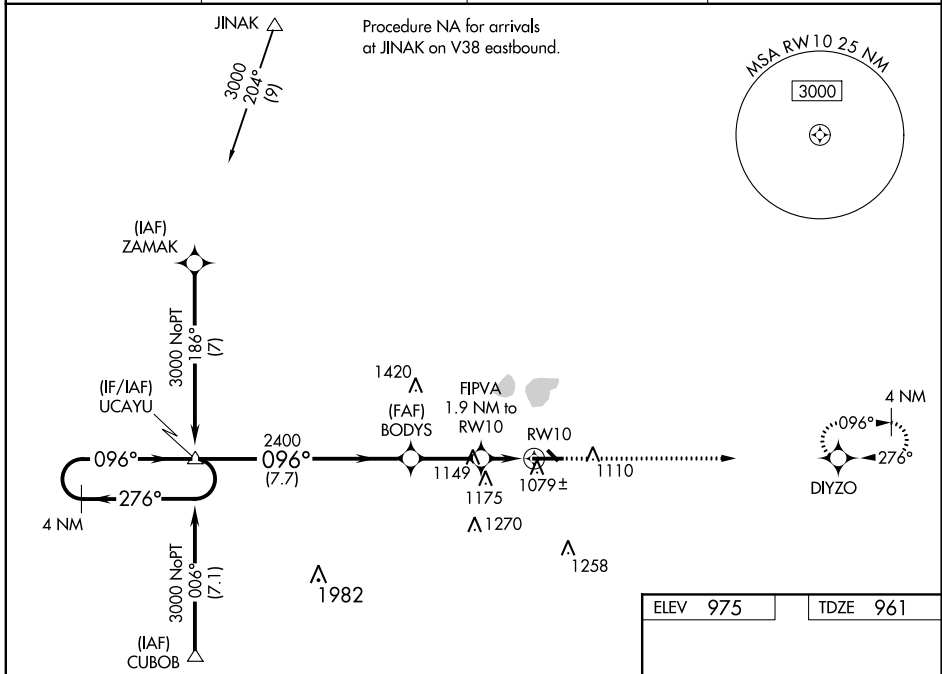 JINAK
3000
204°
(9)
Procedure NA for arrivals
at JINAK on V38 eastbound.
MSA RW10 25 NM
3000
(IAF)
ZAMAK
3000 NoPT
186°
(7)
(IF/IAF)
UCAYU
1420
(FAF)
BODYS
FIPVA
1.9 NM to
RW10
RW10
4 NM
096°
276°
DIYZO
096°
276°
4 NM
2400
096°
(7.7)
1149
1175
1079±
1110
1270
1258
1982
3000 NoPT
006°
(7.1)
(IAF)
CUBOB
ELEV 975
TDZE 961